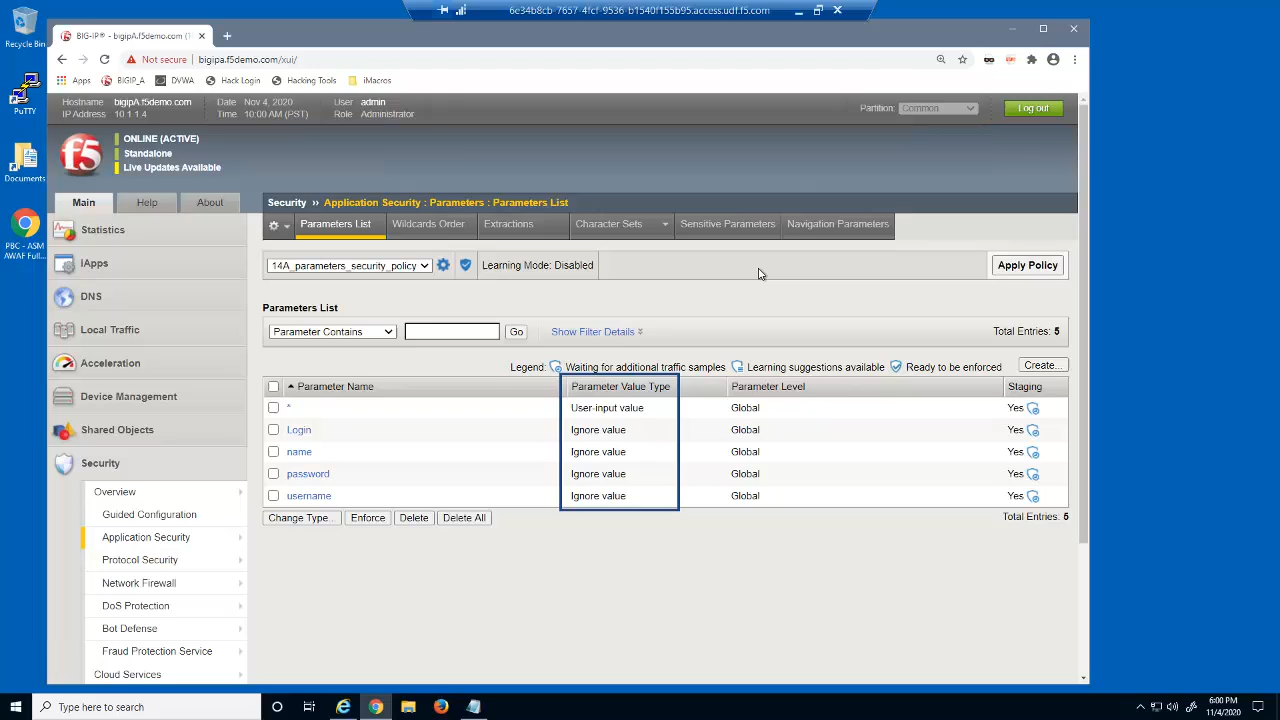 6e34b8cb-7657-4fcf-9536-b1540f155b95.access.udf.f5.com
Recycle Bin
PuTTY
Documents
PBC - ASM
AWAF Full...
BIG-IP® - bigipa.f5demo.com (1
Not secure | bigipa.f5demo.com/xui/
Apps BIGIP_A DVWA Hack Login Hacking Tools iMacros
Hostname bigipA.f5demo.com Date Nov 4, 2020 User admin
IP Address 10.1.1.4 Time 10:00 AM (PST) Role Administrator
Partition: Common Log out
f5
ONLINE (ACTIVE)
Standalone
Live Updates Available
Main Help About
Statistics
iApps
DNS
Local Traffic
Acceleration
Device Management
Shared Objects
Security
Overview
Guided Configuration
Application Security
Protocol Security
Network Firewall
DoS Protection
Bot Defense
Fraud Protection Service
Cloud Services
Security ›› Application Security : Parameters : Parameters List
Parameters List Wildcards Order Extractions Character Sets Sensitive Parameters Navigation Parameters
14A_parameters_security_policy Learning Mode: Disabled Apply Policy
Parameters List
Parameter Contains Go Show Filter Details Total Entries: 5
Legend: Waiting for additional traffic samples Learning suggestions available Ready to be enforced Create...
Parameter Name Parameter Value Type Parameter Level Staging
* User-input value Global Yes
Login Ignore value Global Yes
name Ignore value Global Yes
password Ignore value Global Yes
username Ignore value Global Yes
Change Type... Enforce Delete Delete All Total Entries: 5
Type here to search
6:00 PM
11/4/2020